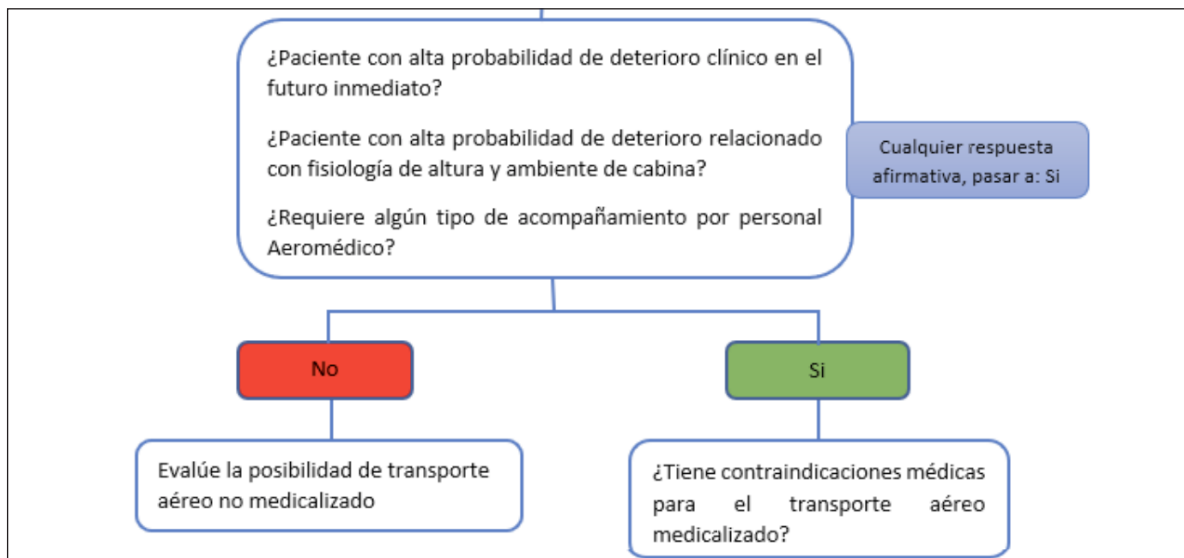 ¿Paciente con alta probabilidad de deterioro clínico en el
futuro inmediato?
¿Paciente con alta probabilidad de deterioro relacionado
con fisiología de altura y ambiente de cabina?
¿Requiere algún tipo de acompañamiento por personal
Aeromédico?
Cualquier respuesta
afirmativa, pasar a: Si
No
Si
Evalúe la posibilidad de transporte
aéreo no medicalizado
¿Tiene contraindicaciones médicas
para el transporte aéreo
medicalizado?